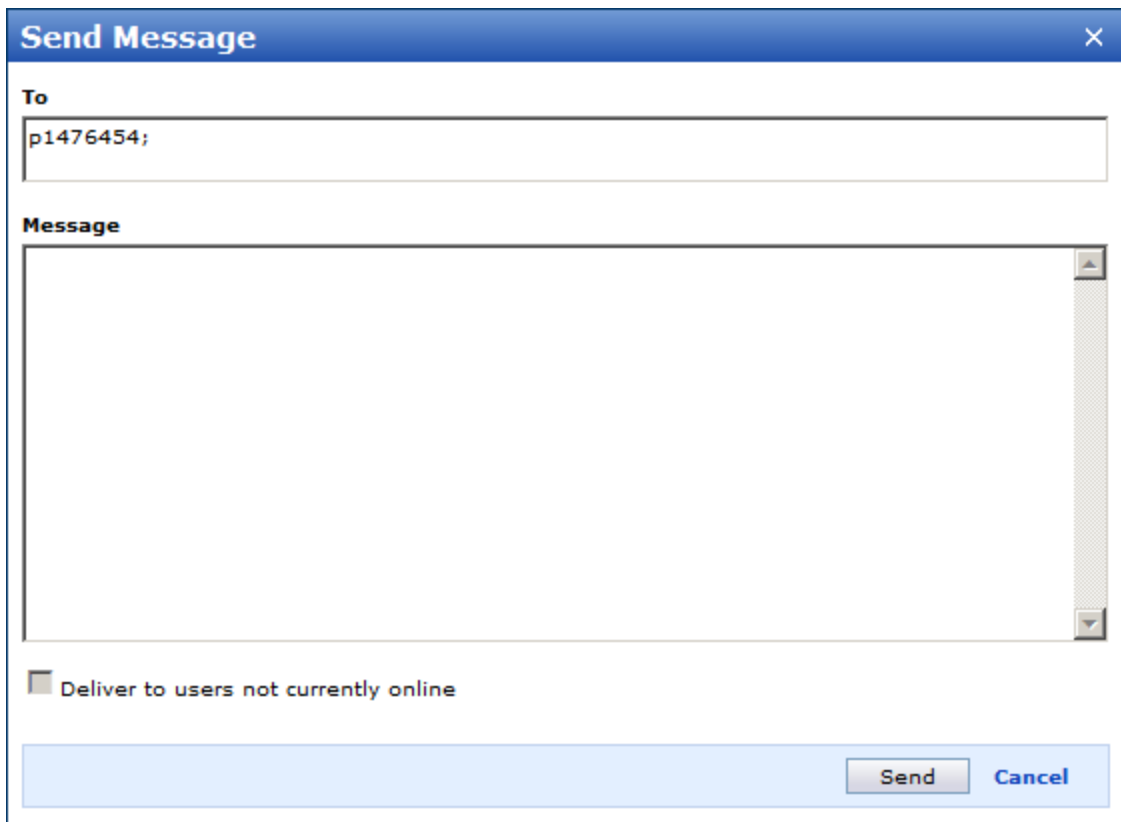 Send Message
To
p1476454;
Message
Deliver to users not currently online
Send Cancel